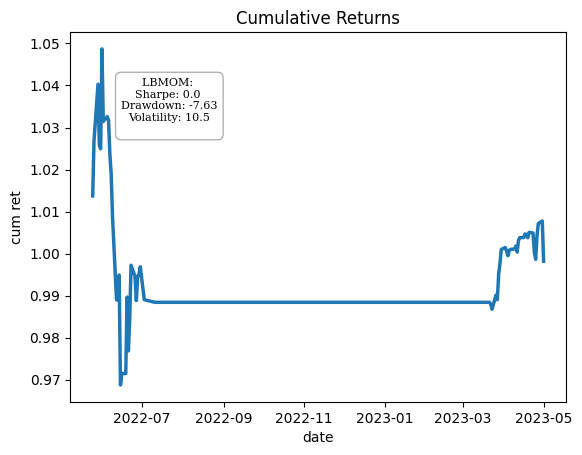 Cumulative Returns
1.05
1.04
1.03
1.02
1.01
1.00
0.99
0.98
0.97
cum ret
LBMOM:
Sharpe: 0.0
Drawdown: -7.63
Volatility: 10.5
2022-07
2022-09
2022-11
2023-01
2023-03
2023-05
date